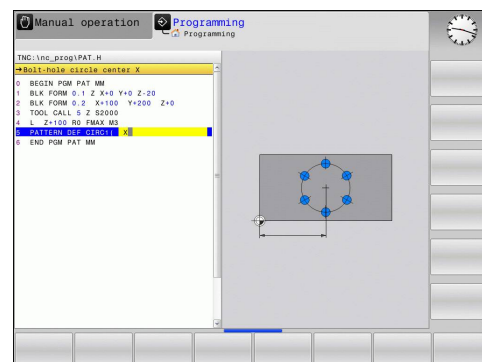 Manual operation
Programming
Programming
TNC:\nc_prog\PAT.H
→Bolt-hole circle center X
0 BEGIN PGM PAT MM
1 BLK FORM 0.1 Z X+0 Y+0 Z-20
2 BLK FORM 0.2 X+100 Y+200 Z+0
3 TOOL CALL 5 Z S2000
4 L Z+100 R0 FMAX M3
5 PATTERN DEF CIRC1( X
6 END PGM PAT MM